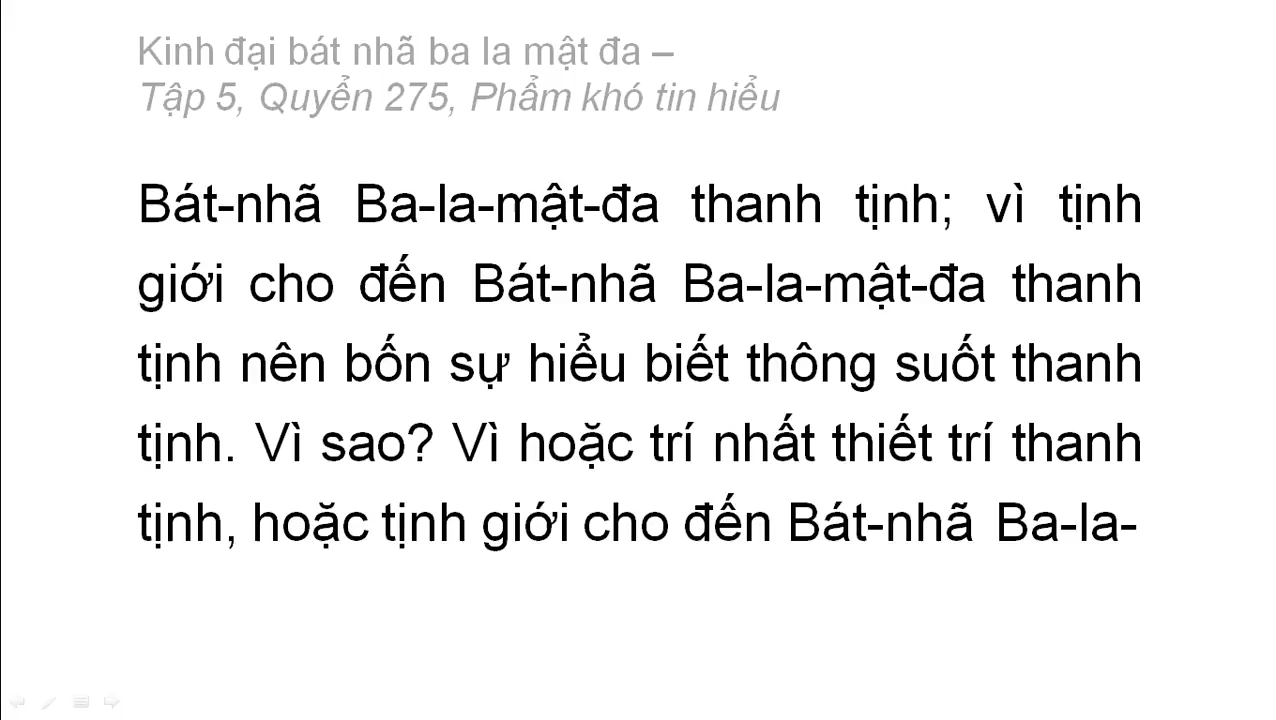 Kinh đại bát nhã ba la mật đa –
Tập 5, Quyển 275, Phẩm khó tin hiểu
Bát-nhã Ba-la-mật-đa thanh tịnh; vì tịnh
giới cho đến Bát-nhã Ba-la-mật-đa thanh
tịnh nên bốn sự hiểu biết thông suốt thanh
tịnh. Vì sao? Vì hoặc trí nhất thiết trí thanh
tịnh, hoặc tịnh giới cho đến Bát-nhã Ba-la-